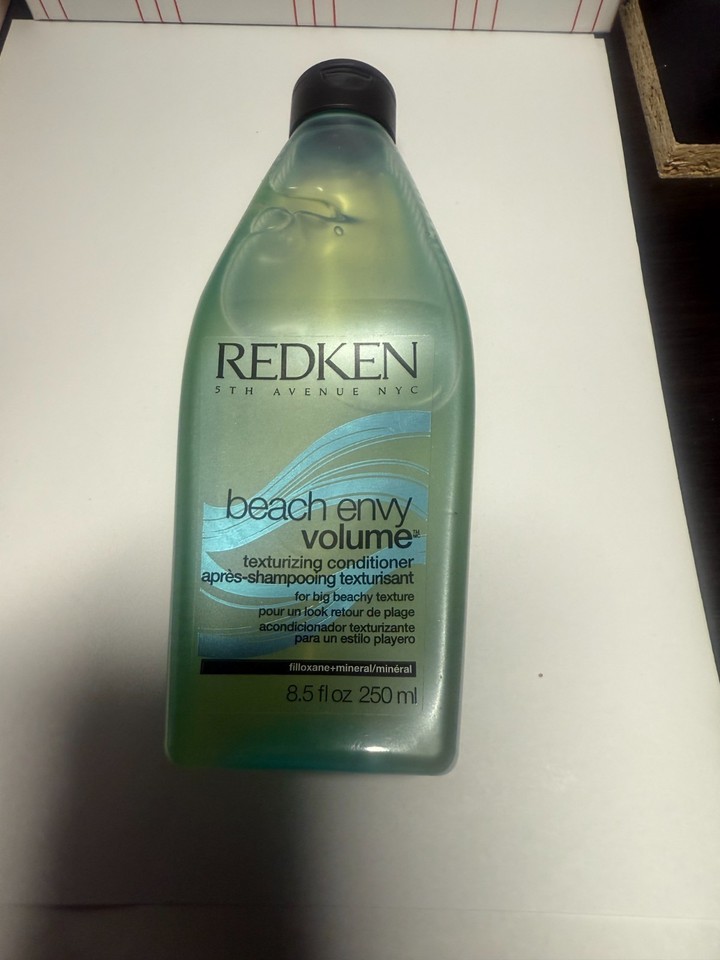 REDKEN
5TH AVENUE NYC
beach envy
volume™
texturizing conditioner
après-shampooing texturisant
for big beachy texture
pour un look retour de plage
acondicionador texturizante
para un estilo playero
filloxane+mineral/minéral
8.5 fl oz 250 ml